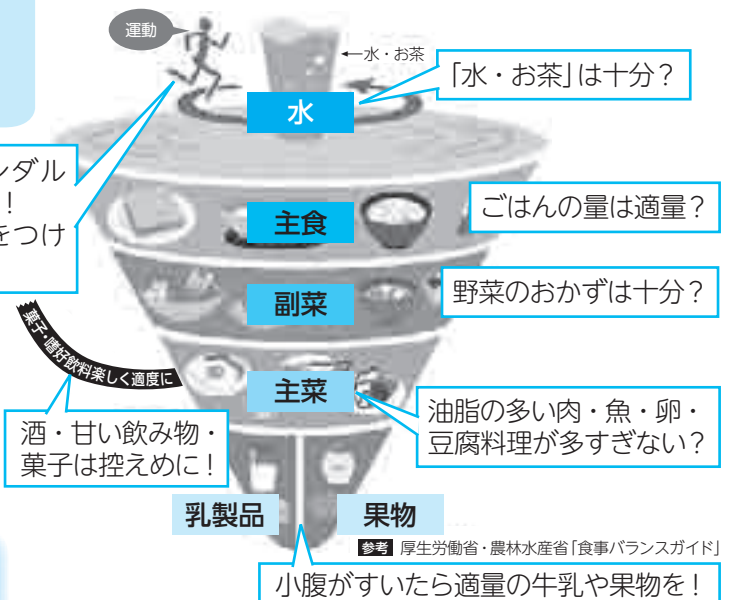 運動
←水・お茶
「水・お茶」は十分？
水
ンダル
！
をつけ
主食
ごはんの量は適量？
副菜
野菜のおかずは十分？
菓子・嗜好飲料楽しく適度に
主菜
油脂の多い肉・魚・卵・
豆腐料理が多すぎない？
酒・甘い飲み物・
菓子は控えめに！
乳製品
果物
参考 厚生労働省・農林水産省「食事バランスガイド」
小腹がすいたら適量の牛乳や果物を！